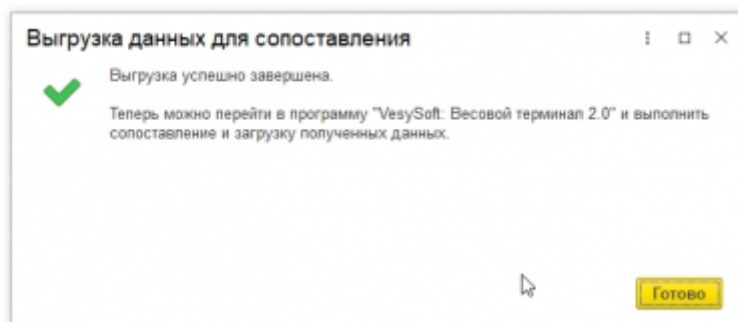 Выгрузка данных для сопоставления
Выгрузка успешно завершена.
Теперь можно перейти в программу "VesySoft: Весовой терминал 2.0" и выполнить
сопоставление и загрузку полученных данных.
Готово